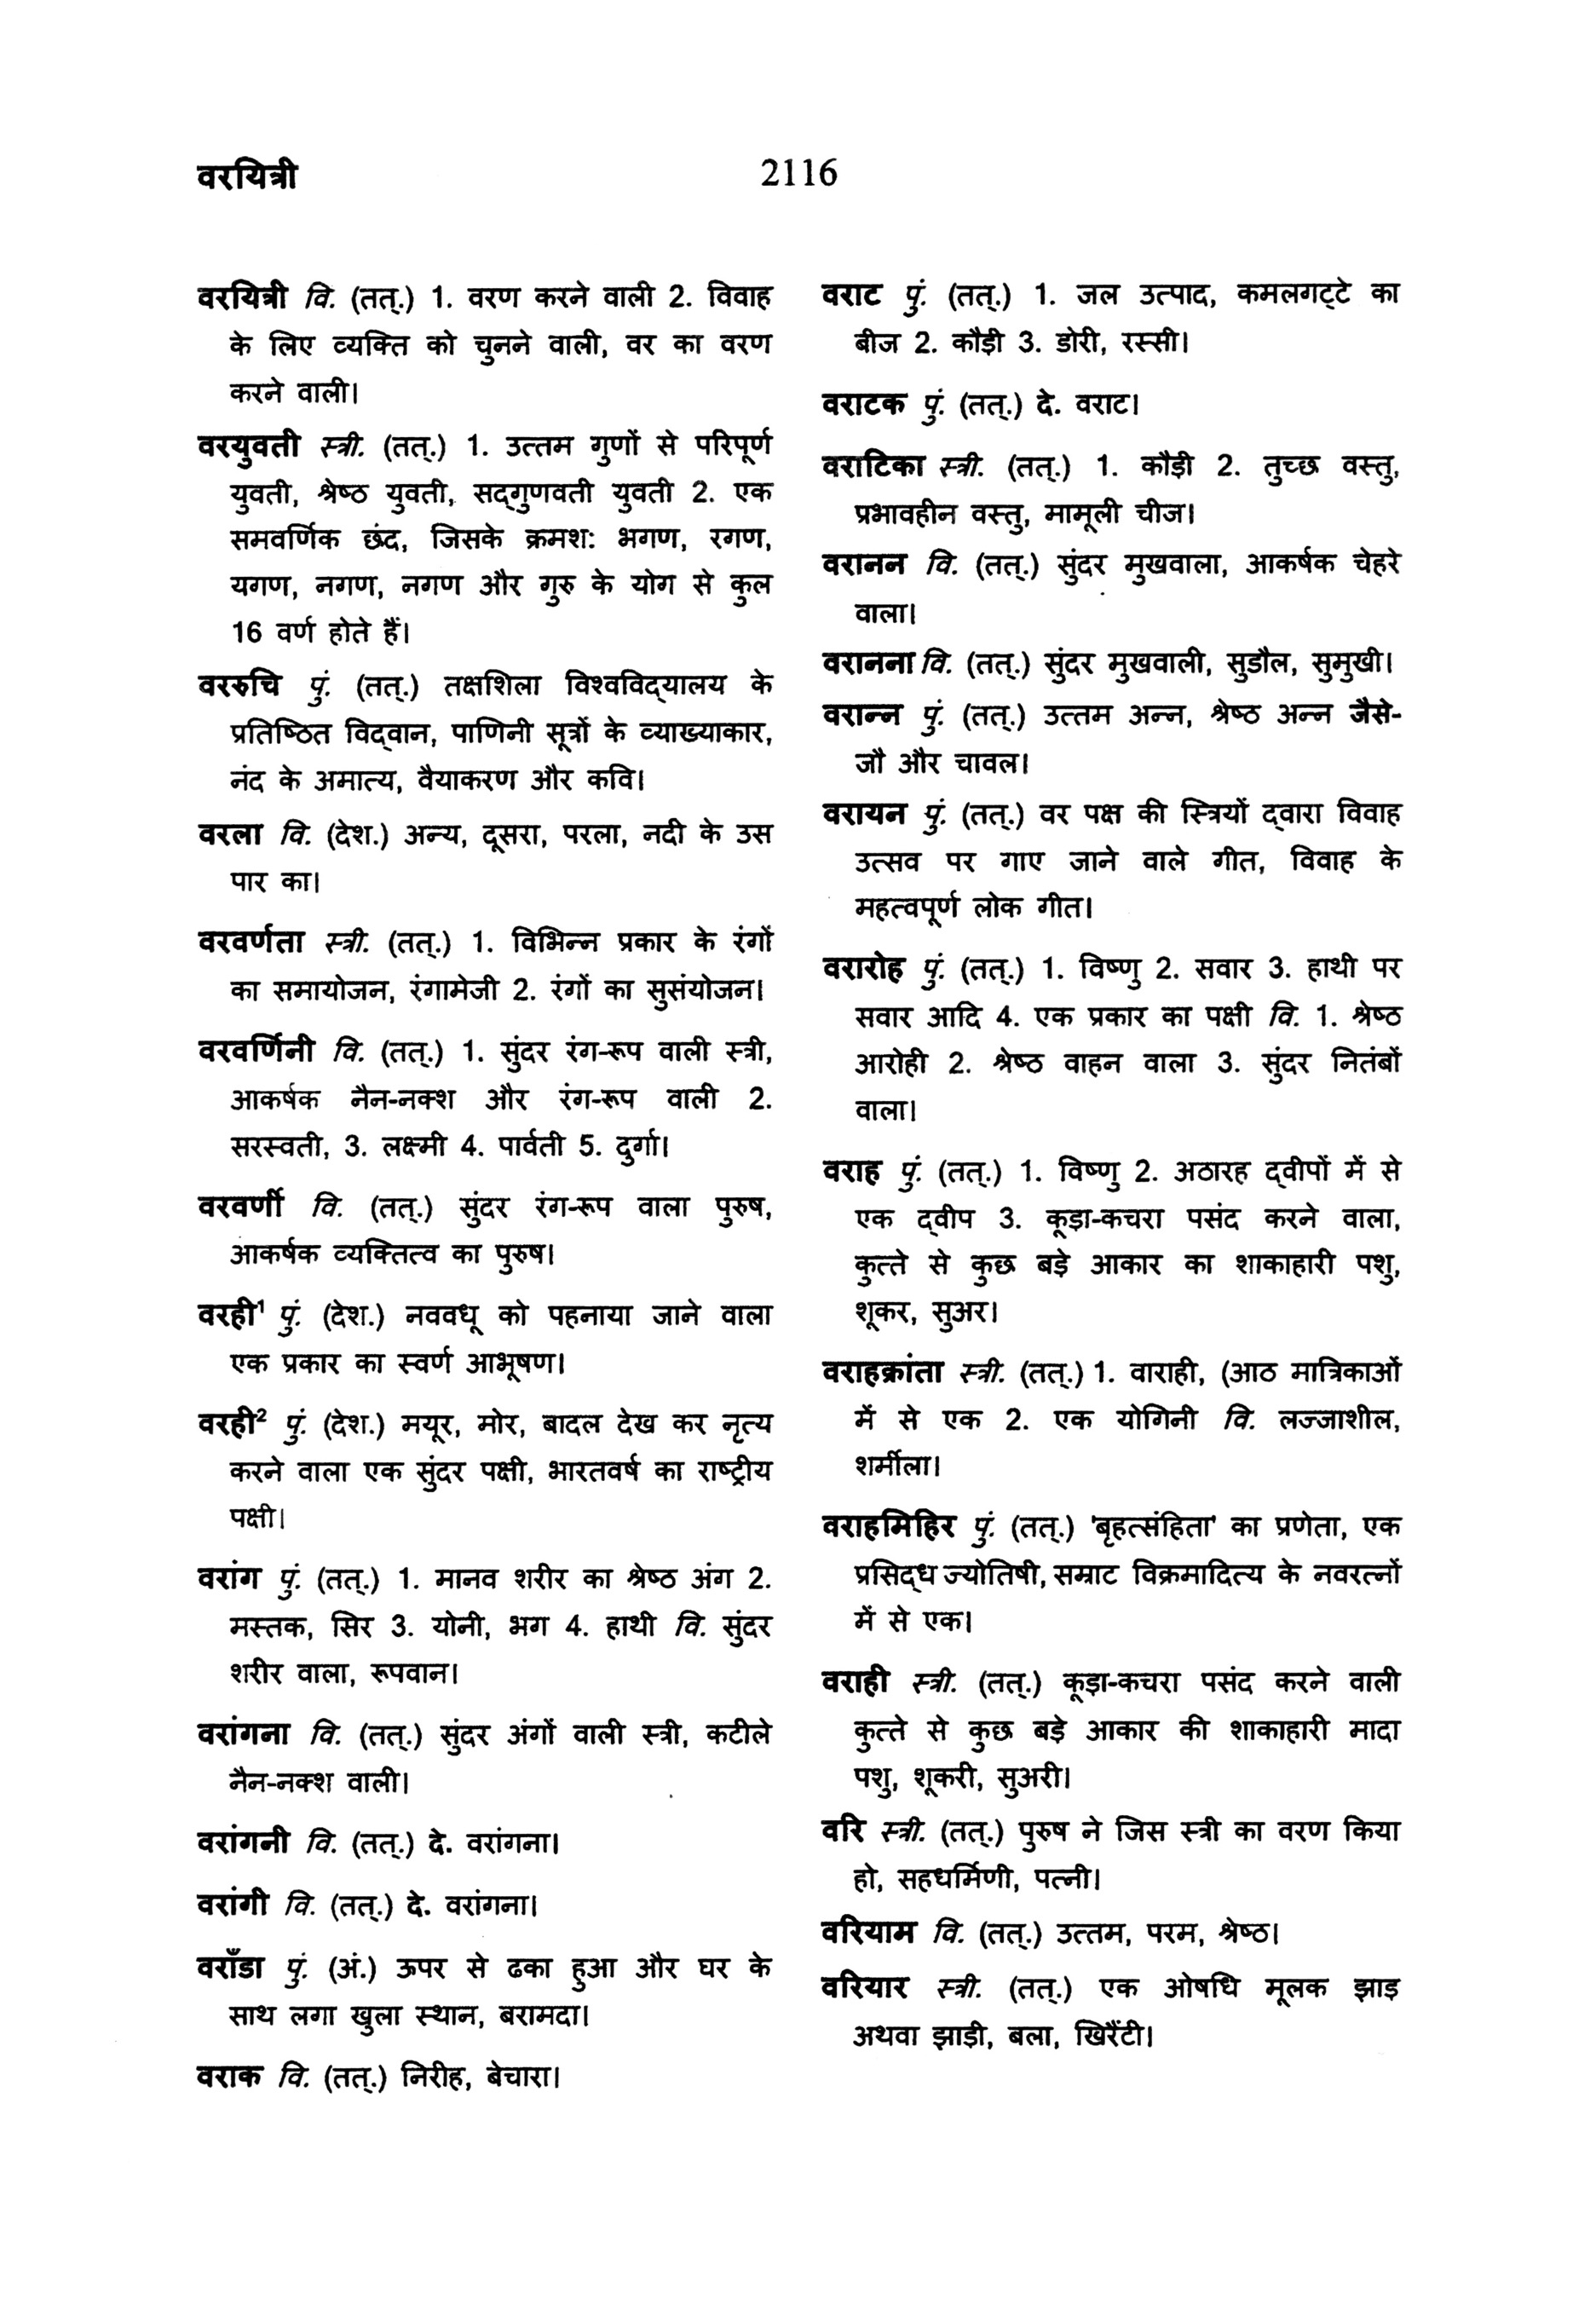 वरयित्री
2116
वरयित्री वि. (तत्.) 1. वरण करने वाली 2. विवाह
के लिए व्यक्ति को चुनने वाली, वर का वरण
करने वाली।
वरयुवती स्त्री. (तत्.) 1. उत्तम गुणों से परिपूर्ण
युवती, श्रेष्ठ युवती, सद्‌गुणवती युवती 2. एक
समवर्णिक छंद, जिसके क्रमश: भगण, रगण,
यगण, नगण, नगण और गुरु के योग से कुल
16 वर्ण होते हैं।
वररुचि पुं. (तत्.) तक्षशिला विश्वविद्‌यालय के
प्रतिष्ठित विद्‌वान, पाणिनी सूत्रों के व्याख्याकार,
नंद के अमात्य, वैयाकरण और कवि।
वरला वि. (देश.) अन्य, दूसरा, परला, नदी के उस
पार का।
वरवर्णता स्त्री. (तत्.) 1. विभिन्न प्रकार के रंगों
का समायोजन, रंगामेजी 2. रंगों का सुसंयोजन।
वरवर्णिनी वि. (तत्.) 1. सुंदर रंग-रूप वाली स्त्री,
आकर्षक नैन-नक्श और रंग-रूप वाली 2.
सरस्वती, 3. लक्ष्मी 4. पार्वती 5. दुर्गा।
वरवर्णी वि. (तत्.) सुंदर रंग-रूप वाला पुरुष,
आकर्षक व्यक्तित्व का पुरुष।
वरही¹ पुं. (देश.) नववधू को पहनाया जाने वाला
एक प्रकार का स्वर्ण आभूषण।
वरही² पुं. (देश.) मयूर, मोर, बादल देख कर नृत्य
करने वाला एक सुंदर पक्षी, भारतवर्ष का राष्ट्रीय
पक्षी।
वरांग पुं. (तत्.) 1. मानव शरीर का श्रेष्ठ अंग 2.
मस्तक, सिर 3. योनी, भग 4. हाथी वि. सुंदर
शरीर वाला, रूपवान।
वरांगना वि. (तत्.) सुंदर अंगों वाली स्त्री, कटीले
नैन-नक्श वाली।
वरांगनी वि. (तत्.) दे. वरांगना।
वरांगी वि. (तत्.) दे. वरांगना।
वराँडा पुं. (अं.) ऊपर से ढका हुआ और घर के
साथ लगा खुला स्थान, बरामदा।
वराक वि. (तत्.) निरीह, बेचारा।
वराट पुं. (तत्.) 1. जल उत्पाद, कमलगट्‌टे का
बीज 2. कौड़ी 3. डोरी, रस्सी।
वराटक पुं. (तत्.) दे. वराट।
वराटिका स्त्री. (तत्.) 1. कौड़ी 2. तुच्छ वस्तु,
प्रभावहीन वस्तु, मामूली चीज।
वरानन वि. (तत्.) सुंदर मुखवाला, आकर्षक चेहरे
वाला।
वरानना वि. (तत्.) सुंदर मुखवाली, सुडौल, सुमुखी।
वरान्न पुं. (तत्.) उत्तम अन्न, श्रेष्ठ अन्न जैसे-
जौ और चावल।
वरायन पुं. (तत्.) वर पक्ष की स्त्रियों द्‌वारा विवाह
उत्सव पर गाए जाने वाले गीत, विवाह के
महत्वपूर्ण लोक गीत।
वरारोह पुं. (तत्.) 1. विष्णु 2. सवार 3. हाथी पर
सवार आदि 4. एक प्रकार का पक्षी वि. 1. श्रेष्ठ
आरोही 2. श्रेष्ठ वाहन वाला 3. सुंदर नितंबों
वाला।
वराह पुं. (तत्.) 1. विष्णु 2. अठारह द्‌वीपों में से
एक द्‌वीप 3. कूड़ा-कचरा पसंद करने वाला,
कुत्ते से कुछ बड़े आकार का शाकाहारी पशु,
शूकर, सुअर।
वराहक्रांता स्त्री. (तत्.) 1. वाराही, (आठ मात्रिकाओं
में से एक 2. एक योगिनी वि. लज्जाशील,
शर्मीला।
वराहमिहिर पुं. (तत्.) 'बृहत्संहिता' का प्रणेता, एक
प्रसिद्‌ध ज्योतिषी, सम्राट विक्रमादित्य के नवरत्नों
में से एक।
वराही स्त्री. (तत्.) कूड़ा-कचरा पसंद करने वाली
कुत्ते से कुछ बड़े आकार की शाकाहारी मादा
पशु, शूकरी, सुअरी।
वरि स्त्री. (तत्.) पुरुष ने जिस स्त्री का वरण किया
हो, सहधर्मिणी, पत्नी।
वरियाम वि. (तत्.) उत्तम, परम, श्रेष्ठ।
वरियार स्त्री. (तत्.) एक ओषधि मूलक झाड़
अथवा झाड़ी, बला, खिरैंटी।